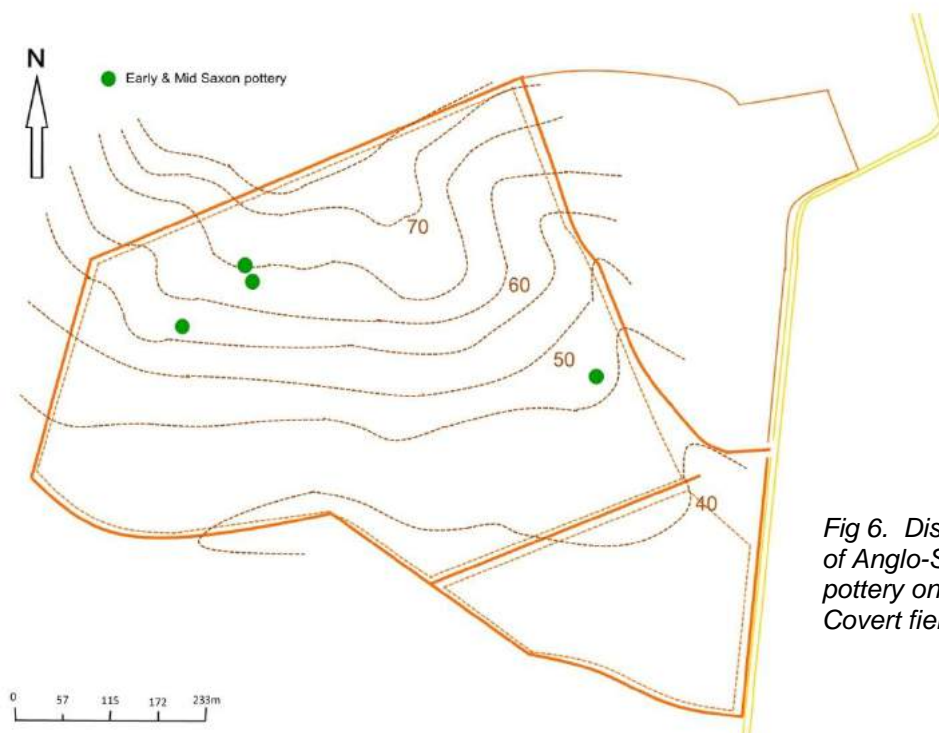 N
Early & Mid Saxon pottery
70
60
50
40
Fig 6. Dis
of Anglo-S
pottery on
Covert fie
0 57 115 172 233m